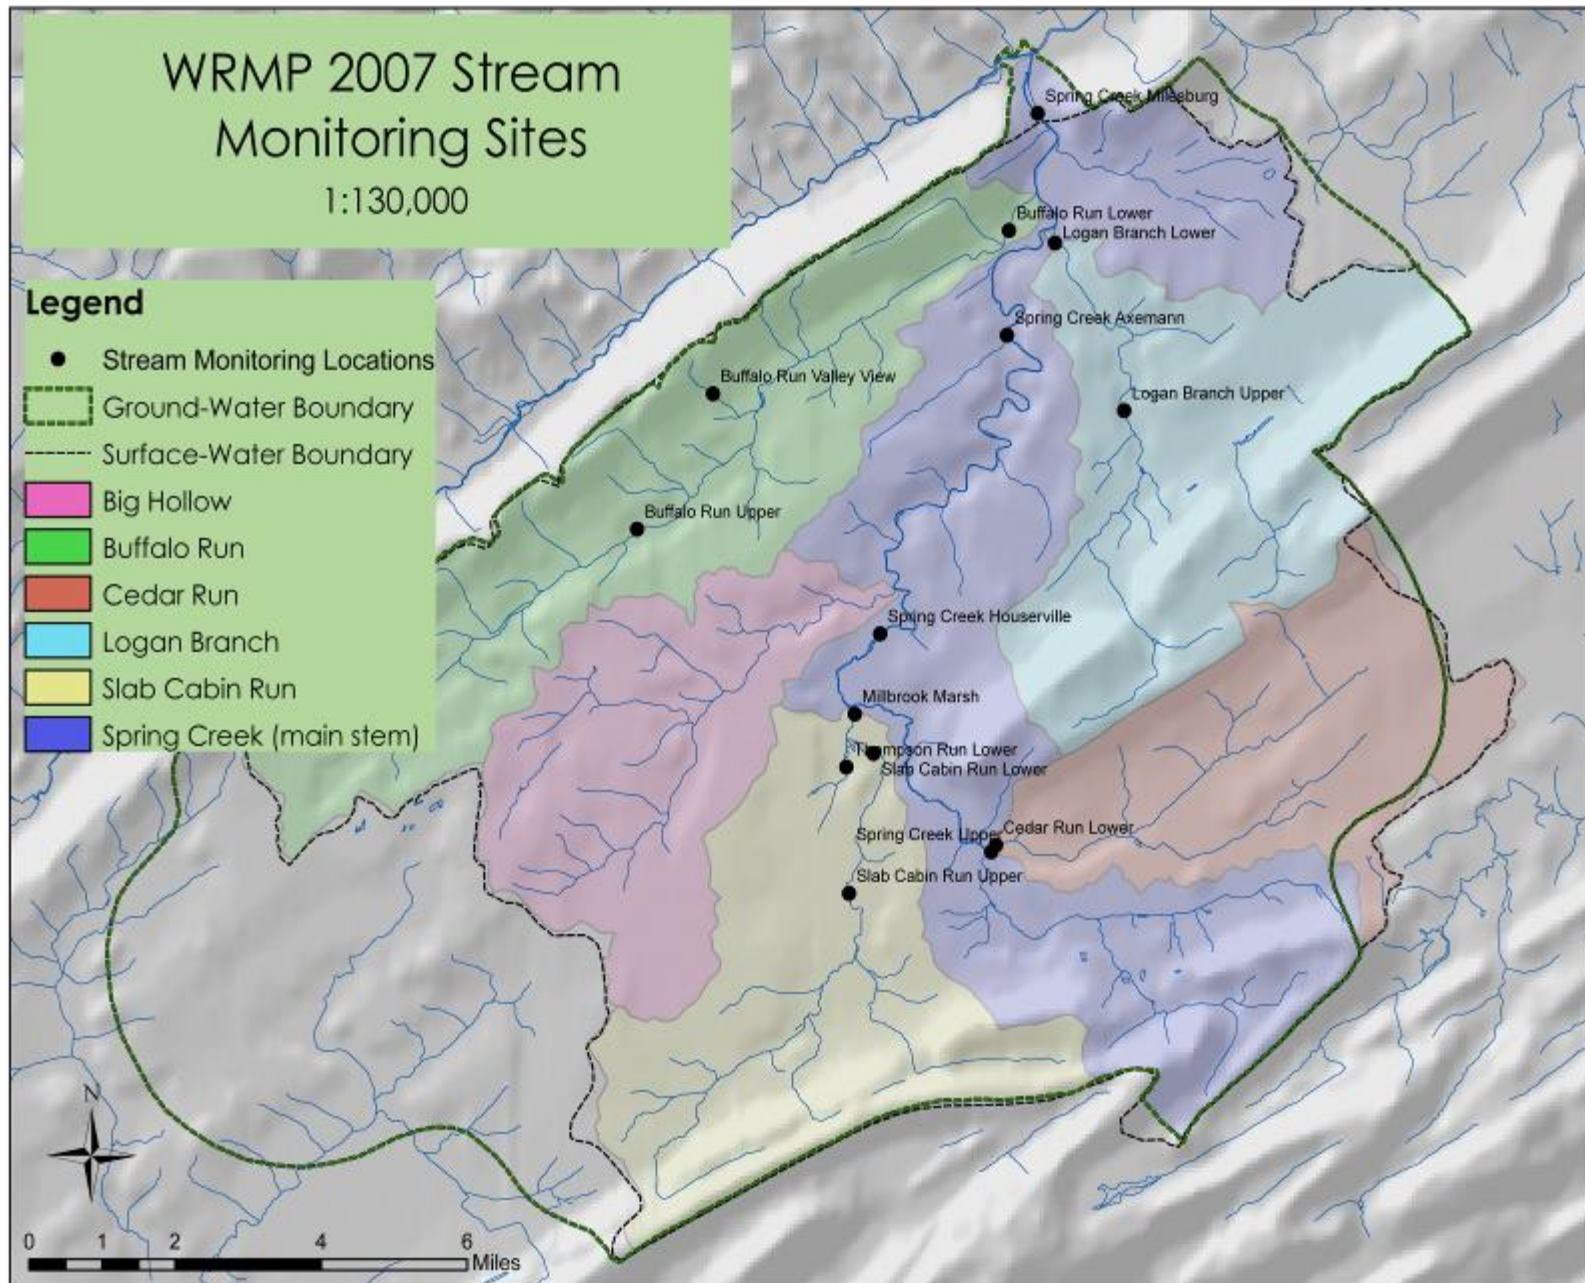 WRMP 2007 Stream
Monitoring Sites
1:130,000
Legend
Stream Monitoring Locations
Ground-Water Boundary
Surface-Water Boundary
Big Hollow
Buffalo Run
Cedar Run
Logan Branch
Slab Cabin Run
Spring Creek (main stem)
Spring Creek Milesburg
Buffalo Run Lower
Logan Branch Lower
Spring Creek Axemann
Buffalo Run Valley View
Logan Branch Upper
Buffalo Run Upper
Spring Creek Houserville
Millbrook Marsh
Thompson Run Lower
Slab Cabin Run Lower
Spring Creek Upper
Cedar Run Lower
Slab Cabin Run Upper
N
0 1 2 4 6
Miles